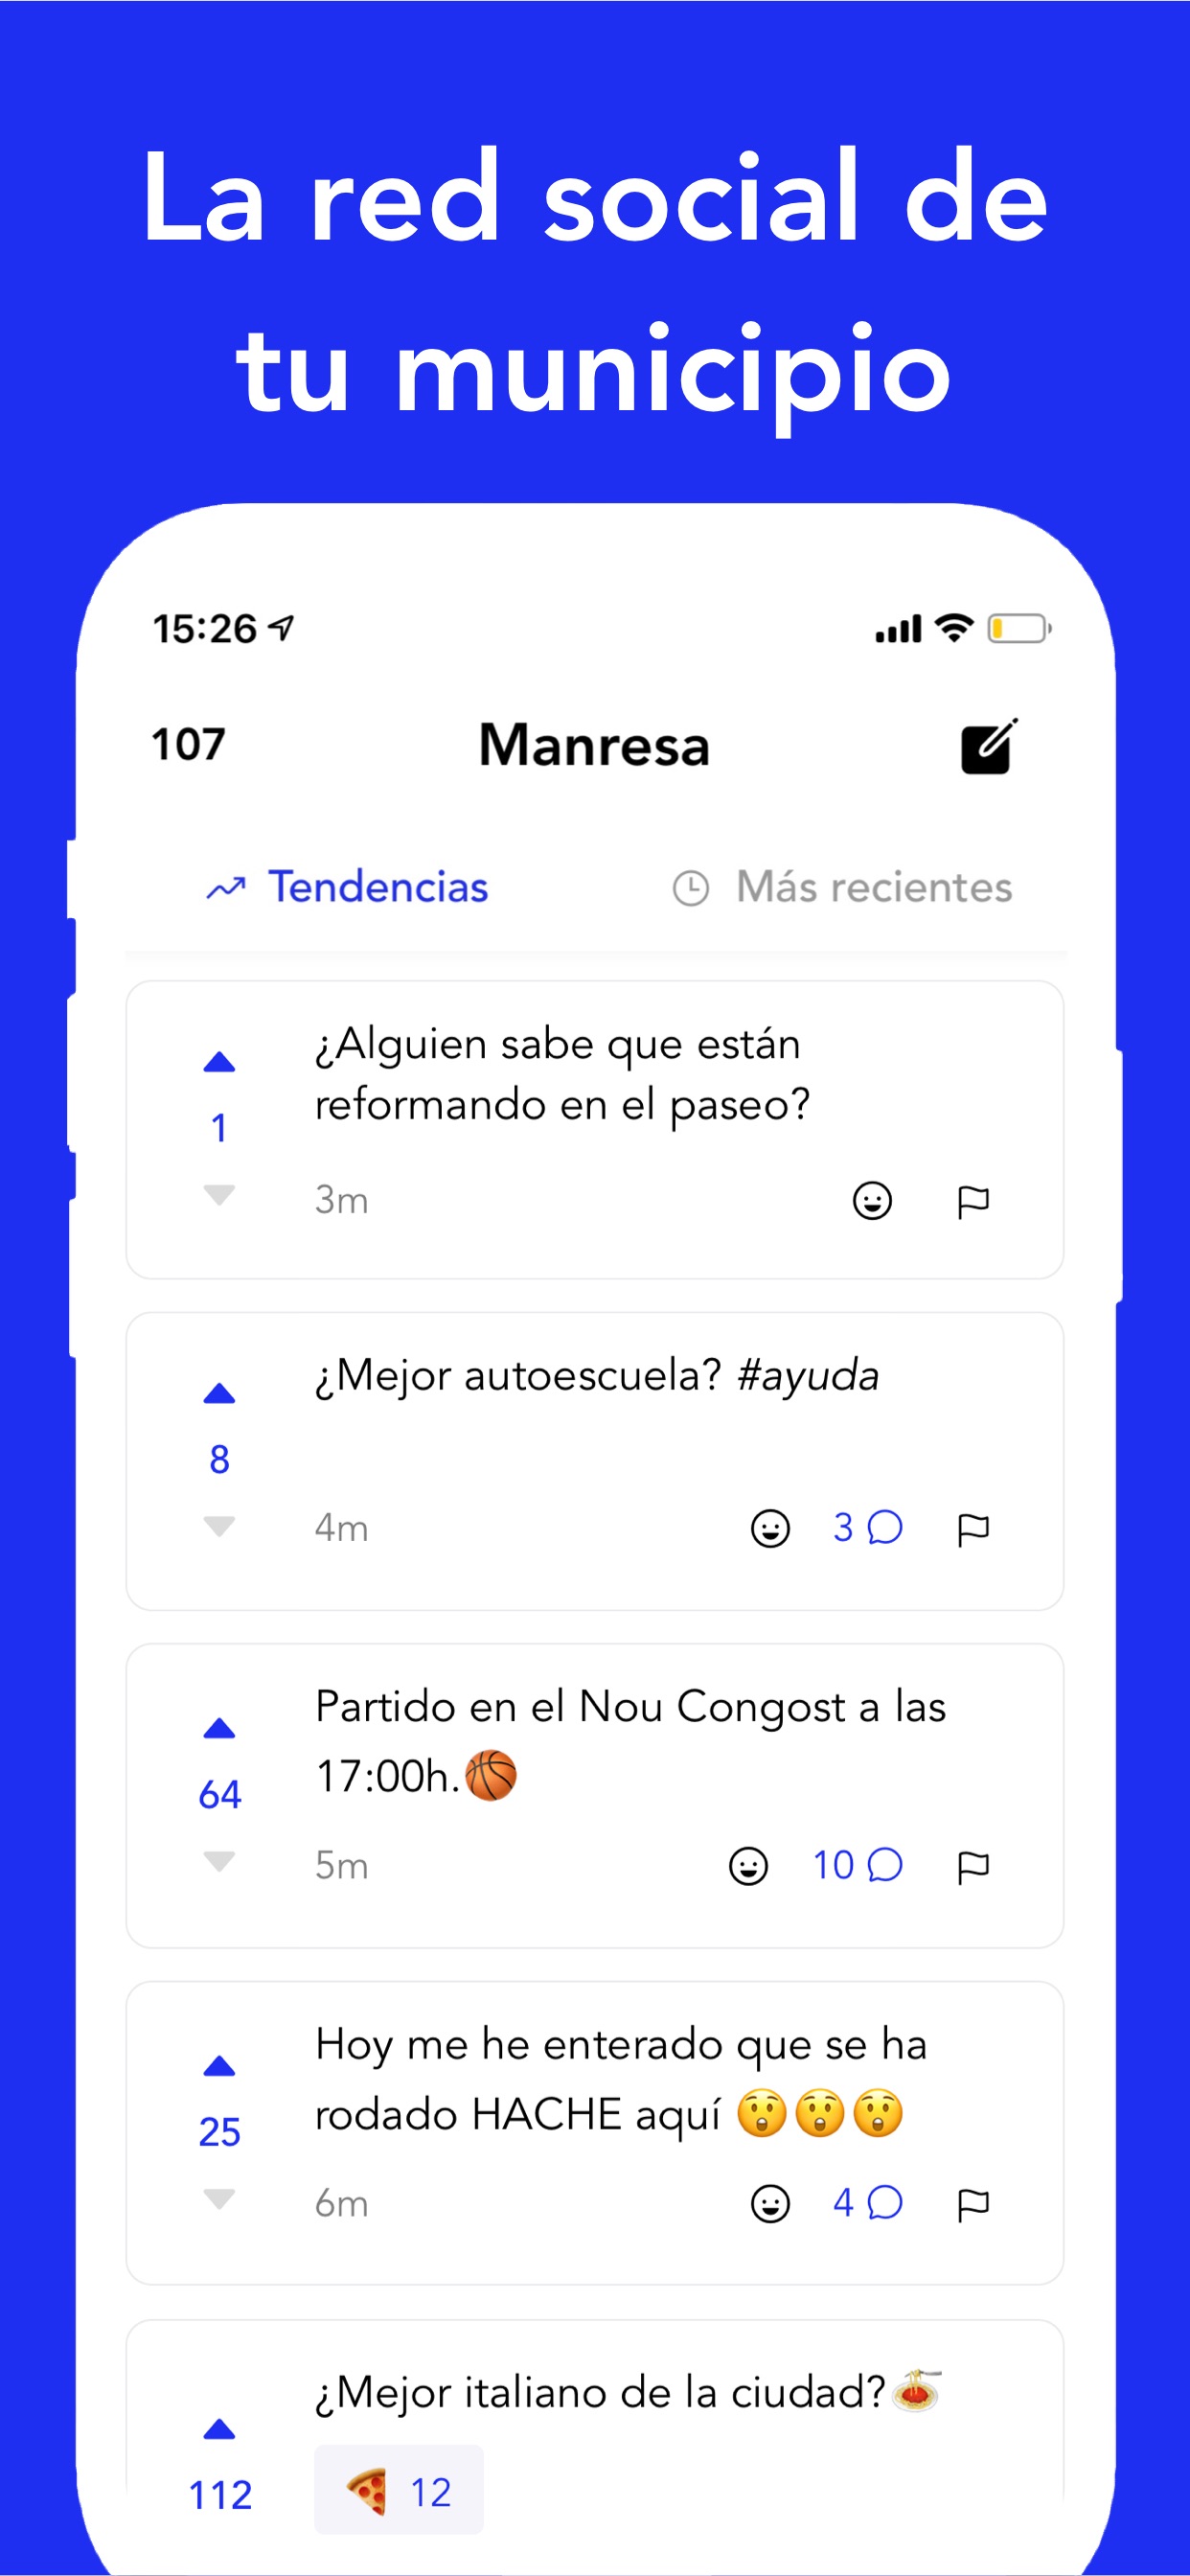 La red social de
tu municipio
15:26
107
Manresa
Tendencias
Más recientes
¿Alguien sabe que están
reformando en el paseo?
1
3m
¿Mejor autoescuela? #ayuda
8
4m
3
Partido en el Nou Congost a las
17:00h.🏀
64
5m
10
Hoy me he enterado que se ha
rodado HACHE aquí 😲😲😲
25
6m
4
¿Mejor italiano de la ciudad?🍝
112
🍕 12